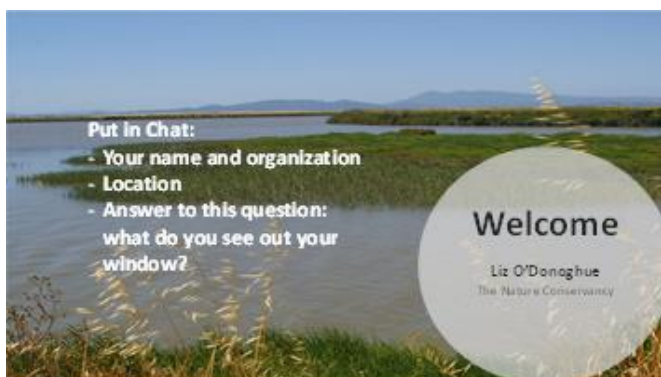 Put in Chat:
- Your name and organization
- Location
- Answer to this question:
what do you see out your
window?
Welcome
Liz O'Donoghue
The Nature Conservancy